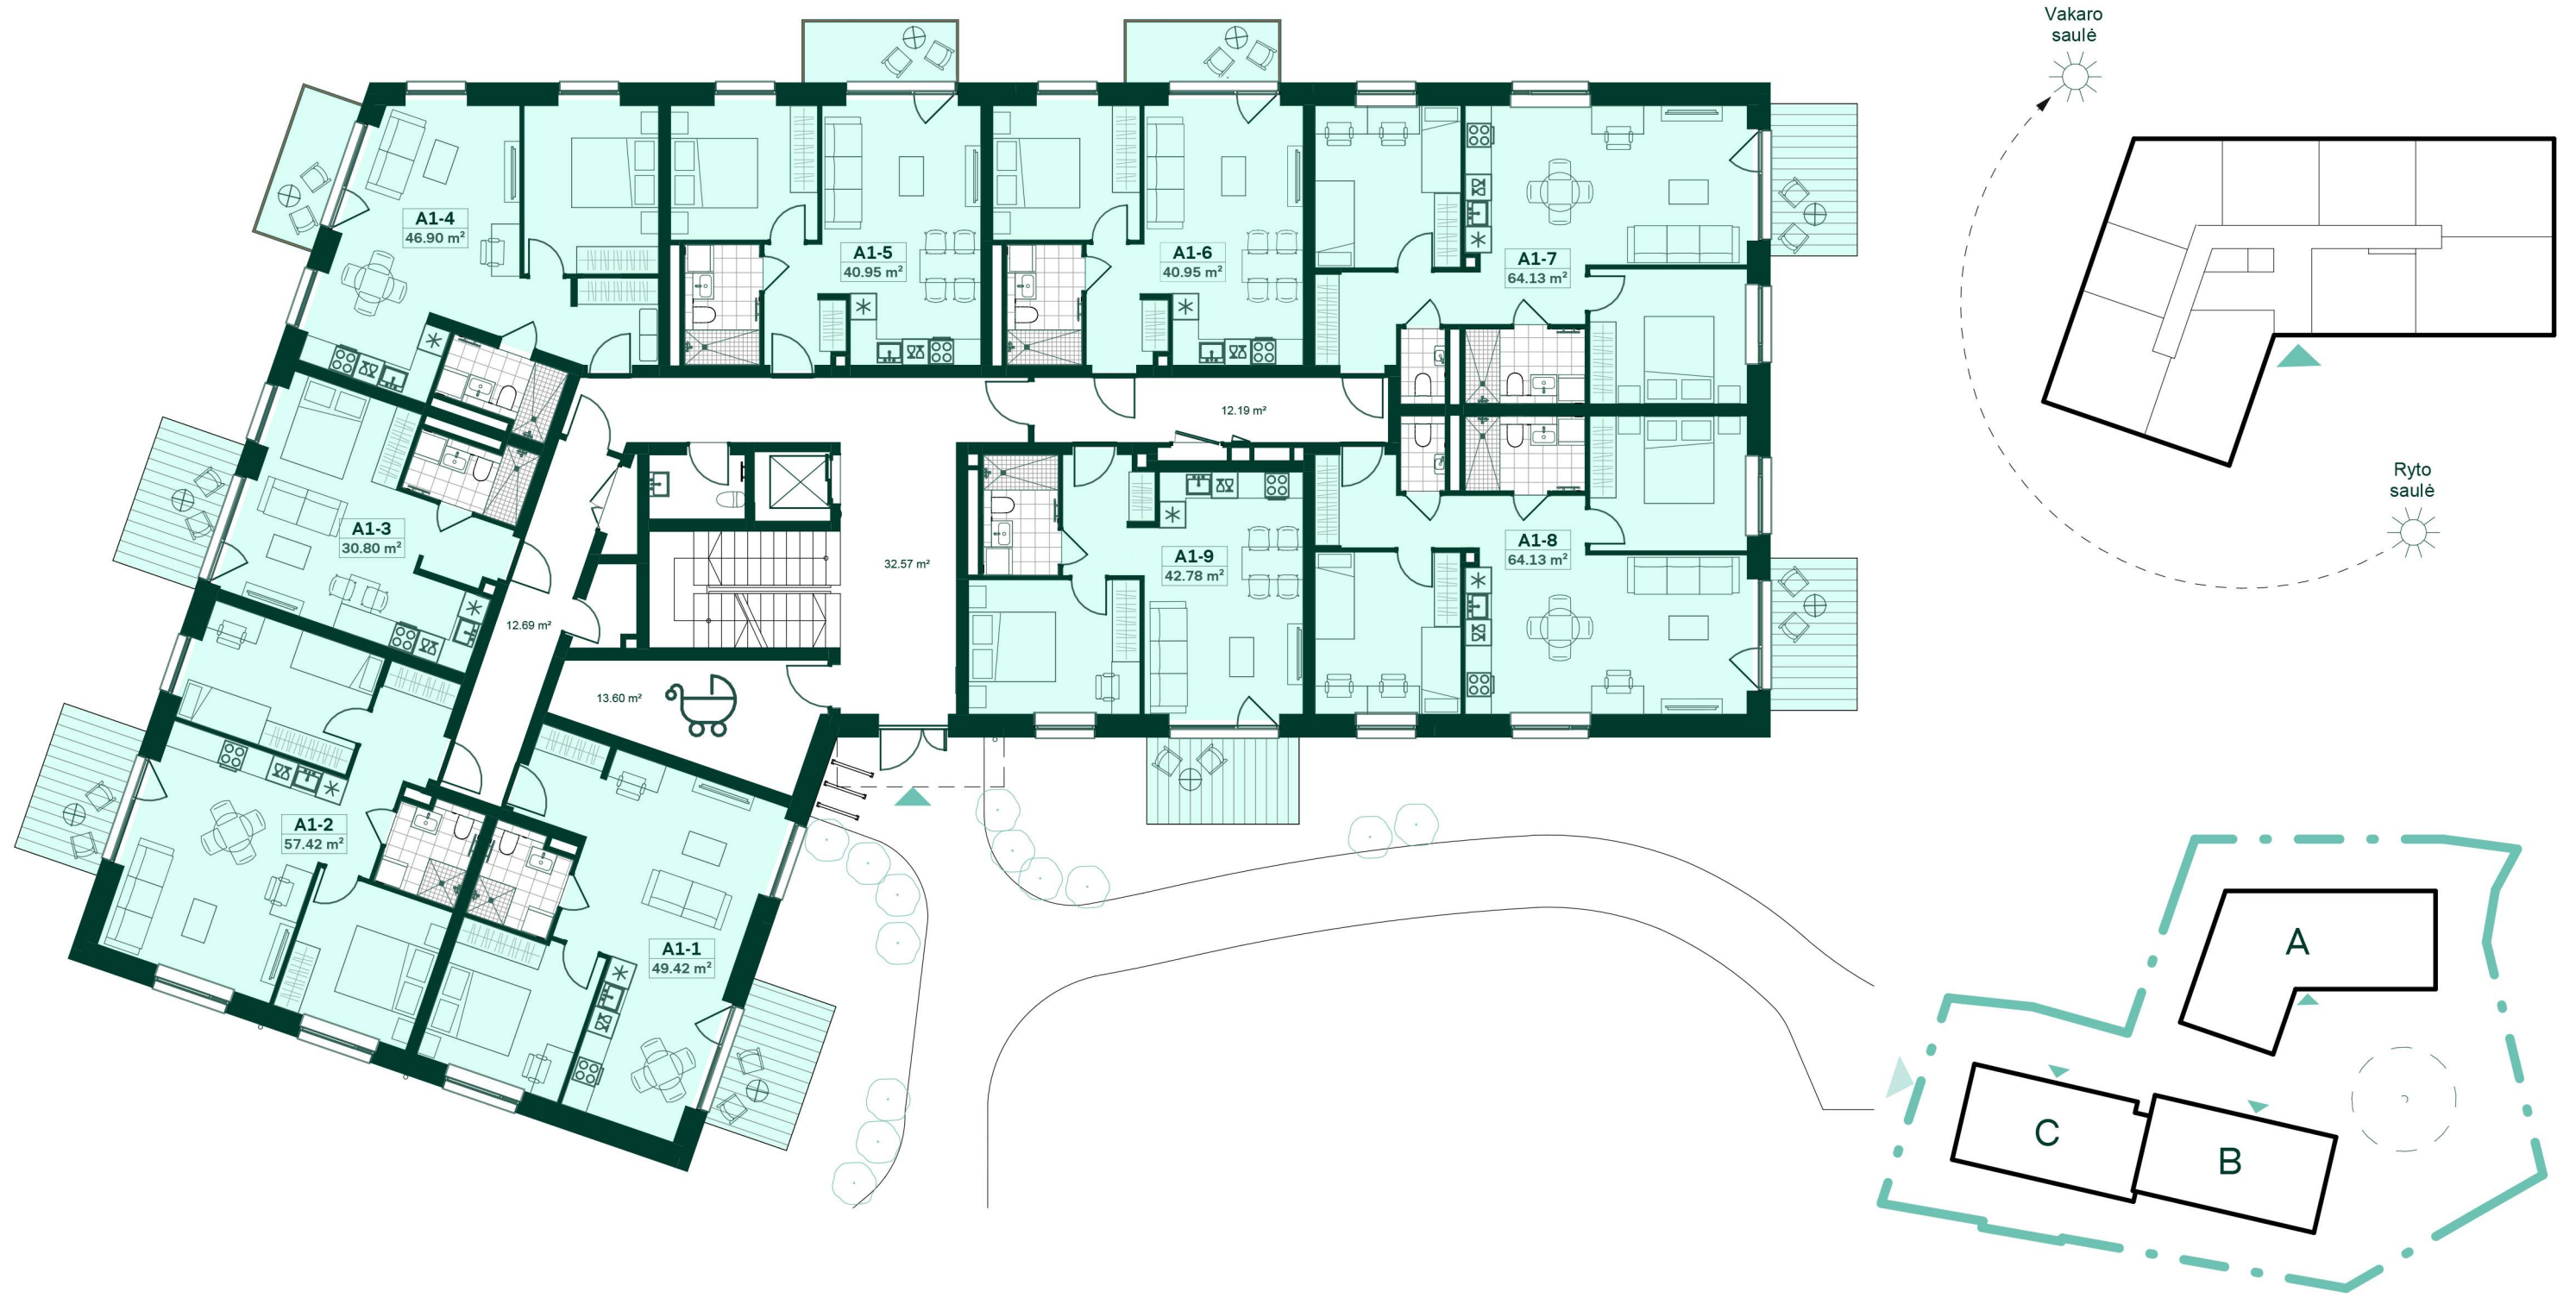 Vakaro
saulė
A1-4
46.90 m²
A1-5
40.95 m²
A1-6
40.95 m²
A1-7
64.13 m²
12.19 m²
A1-3
30.80 m²
32.57 m²
A1-9
42.78 m²
A1-8
64.13 m²
Ryto
saulė
12.69 m²
13.60 m²
A1-2
57.42 m²
A1-1
49.42 m²
A
C
B